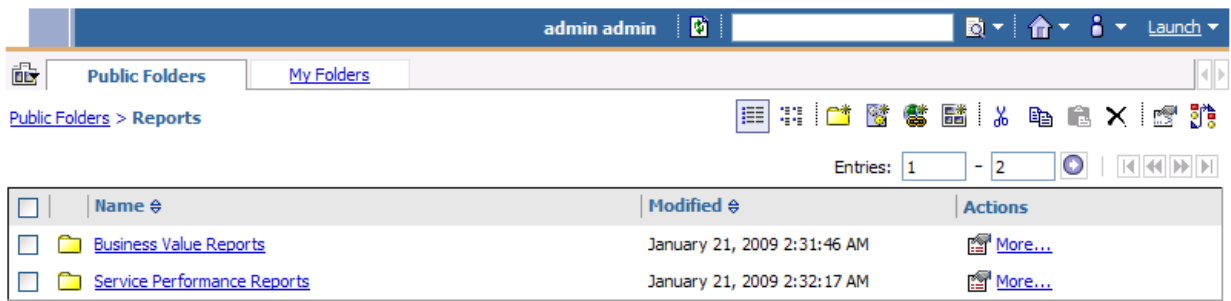 admin admin Launch
Public Folders My Folders
Public Folders > Reports
Entries: 1 - 2
Name Modified Actions
Business Value Reports January 21, 2009 2:31:46 AM More...
Service Performance Reports January 21, 2009 2:32:17 AM More...